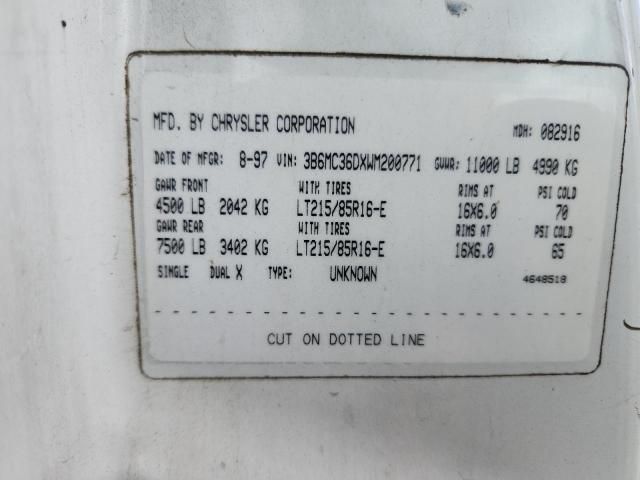 MFD. BY CHRYSLER CORPORATION MDH: 082916
DATE OF MFGR: 8-97 VIN: 3B6MC36DXWM200771 GVWR: 11000 LB 4990 KG
GAWR FRONT WITH TIRES RIMS AT PSI COLD
4500 LB 2042 KG LT215/85R16-E 16X6.0 70
GAWR REAR WITH TIRES RIMS AT PSI COLD
7500 LB 3402 KG LT215/85R16-E 16X6.0 65
SINGLE DUAL X TYPE: UNKNOWN 4648518
CUT ON DOTTED LINE